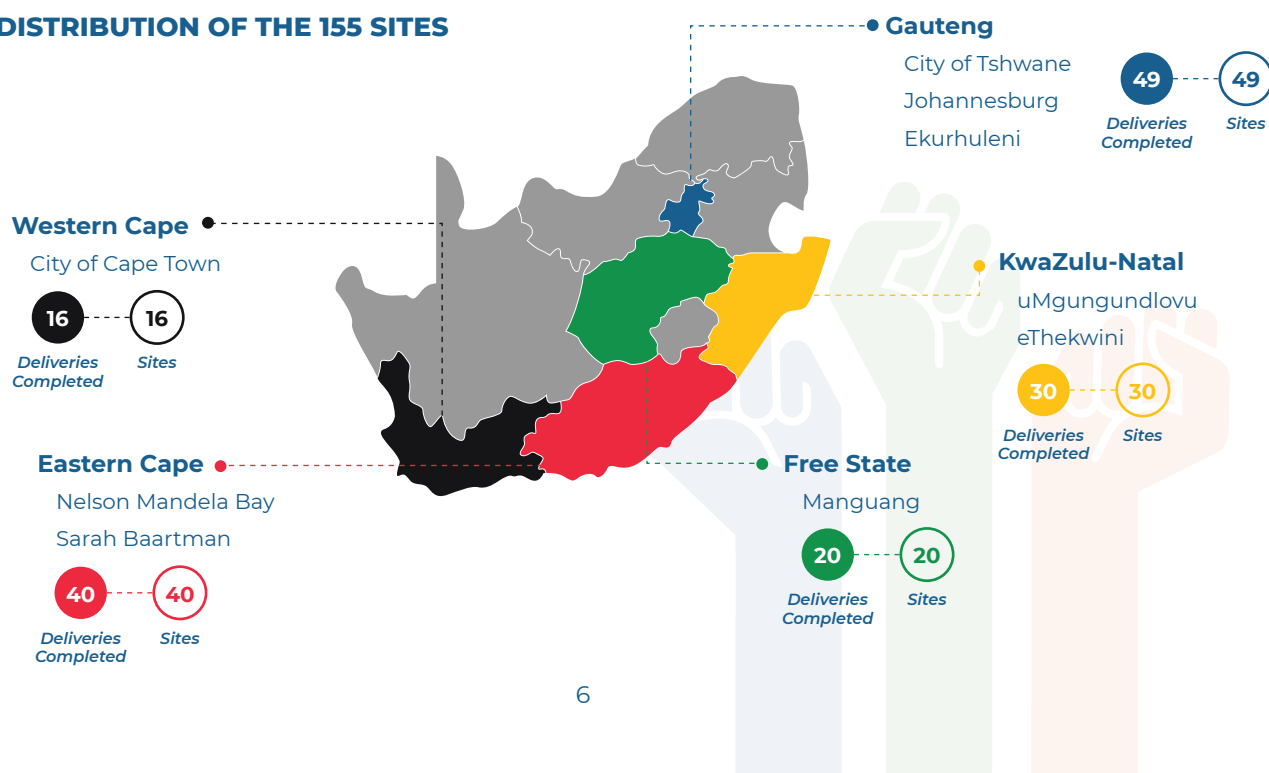 DISTRIBUTION OF THE 155 SITES
Gauteng
City of Tshwane
Johannesburg
Ekurhuleni
49
49
Deliveries
Completed
Sites
Western Cape
City of Cape Town
16
16
Deliveries
Completed
Sites
KwaZulu-Natal
uMgungundlovu
eThekwini
30
30
Deliveries
Completed
Sites
Eastern Cape
Nelson Mandela Bay
Sarah Baartman
40
40
Deliveries
Completed
Sites
Free State
Manguang
20
20
Deliveries
Completed
Sites
6